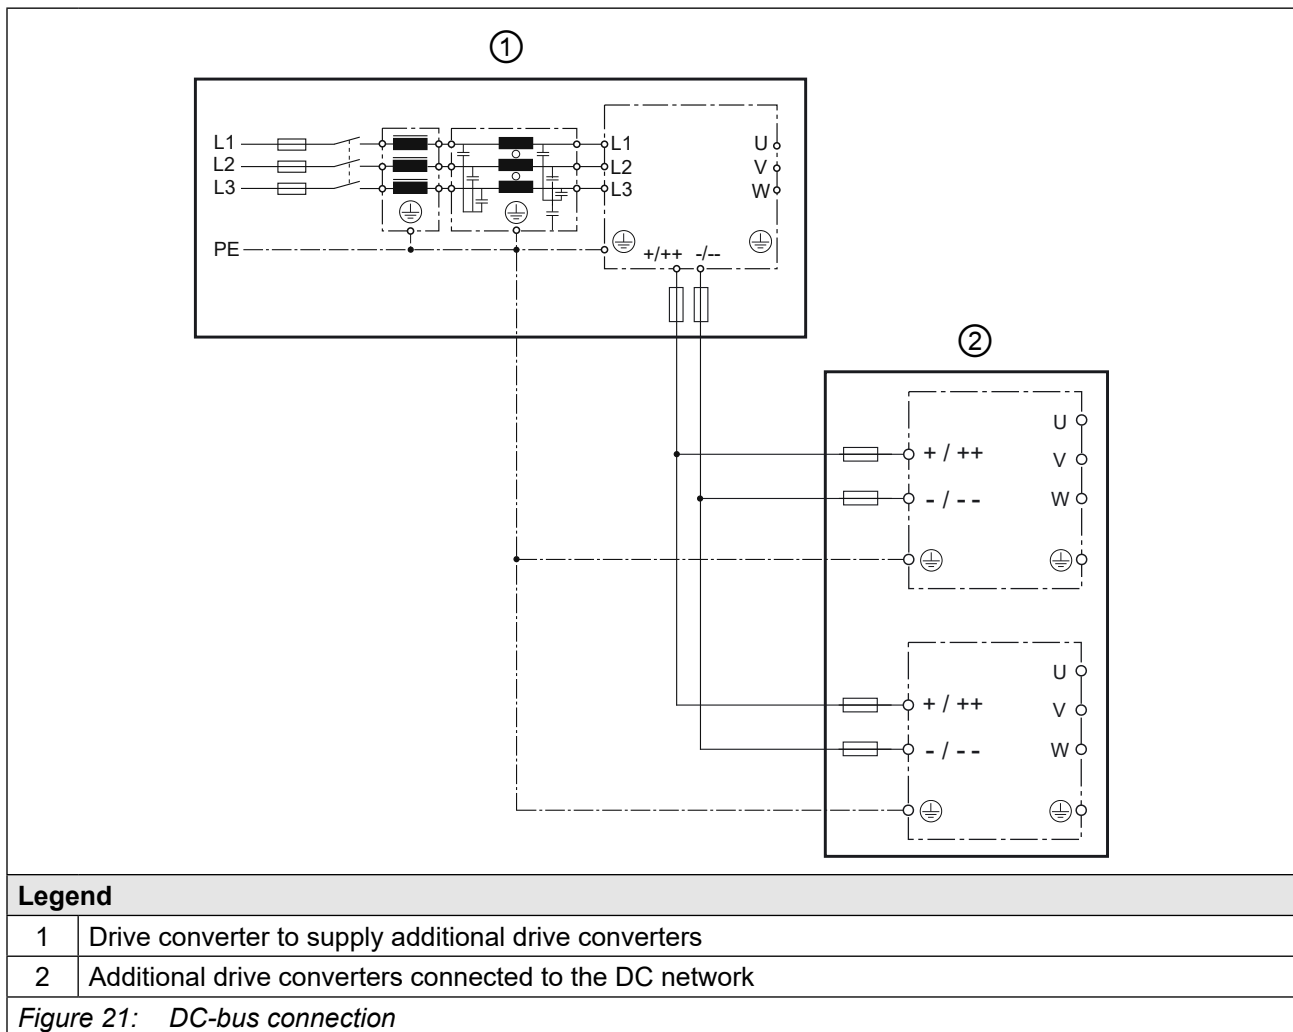 1
L1
L2
L3
PE
L1
L2
L3
U
V
W
+/++ -/--
2
U
+ / ++
V
- / - -
W
U
+ / ++
V
- / - -
W
Legend
1 Drive converter to supply additional drive converters
2 Additional drive converters connected to the DC network
Figure 21: DC-bus connection